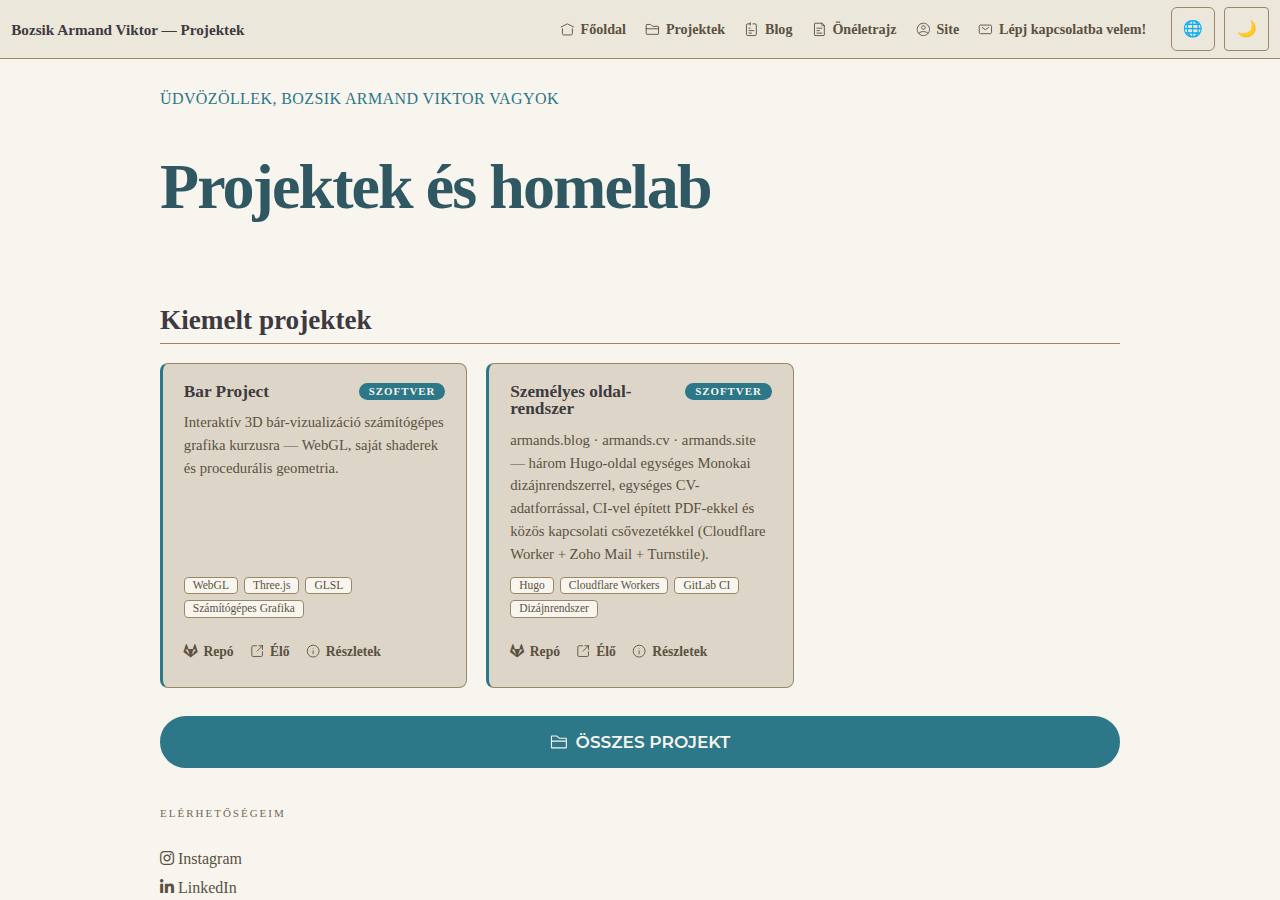 Bozsik Armand Viktor — Projektek
Főoldal
Projektek
Blog
Önéletrajz
Site
Lépj kapcsolatba velem!
ÜDVÖZÖLLEK, BOZSIK ARMAND VIKTOR VAGYOK
Projektek és homelab
Kiemelt projektek
Bar Project
SZOFTVER
Interaktív 3D bár-vizualizáció számítógépes
grafika kurzusra — WebGL, saját shaderek
és procedurális geometria.
WebGL
Three.js
GLSL
Számítógépes Grafika
Repó
Élő
Részletek
Személyes oldal-
rendszer
SZOFTVER
armands.blog · armands.cv · armands.site
— három Hugo-oldal egységes Monokai
dizájnrendszerrel, egységes CV-
adatforrással, CI-vel épített PDF-ekkel és
közös kapcsolati csővezetékkel (Cloudflare
Worker + Zoho Mail + Turnstile).
Hugo
Cloudflare Workers
GitLab CI
Dizájnrendszer
Repó
Élő
Részletek
ÖSSZES PROJEKT
ELÉRHETŐSÉGEIM
Instagram
LinkedIn